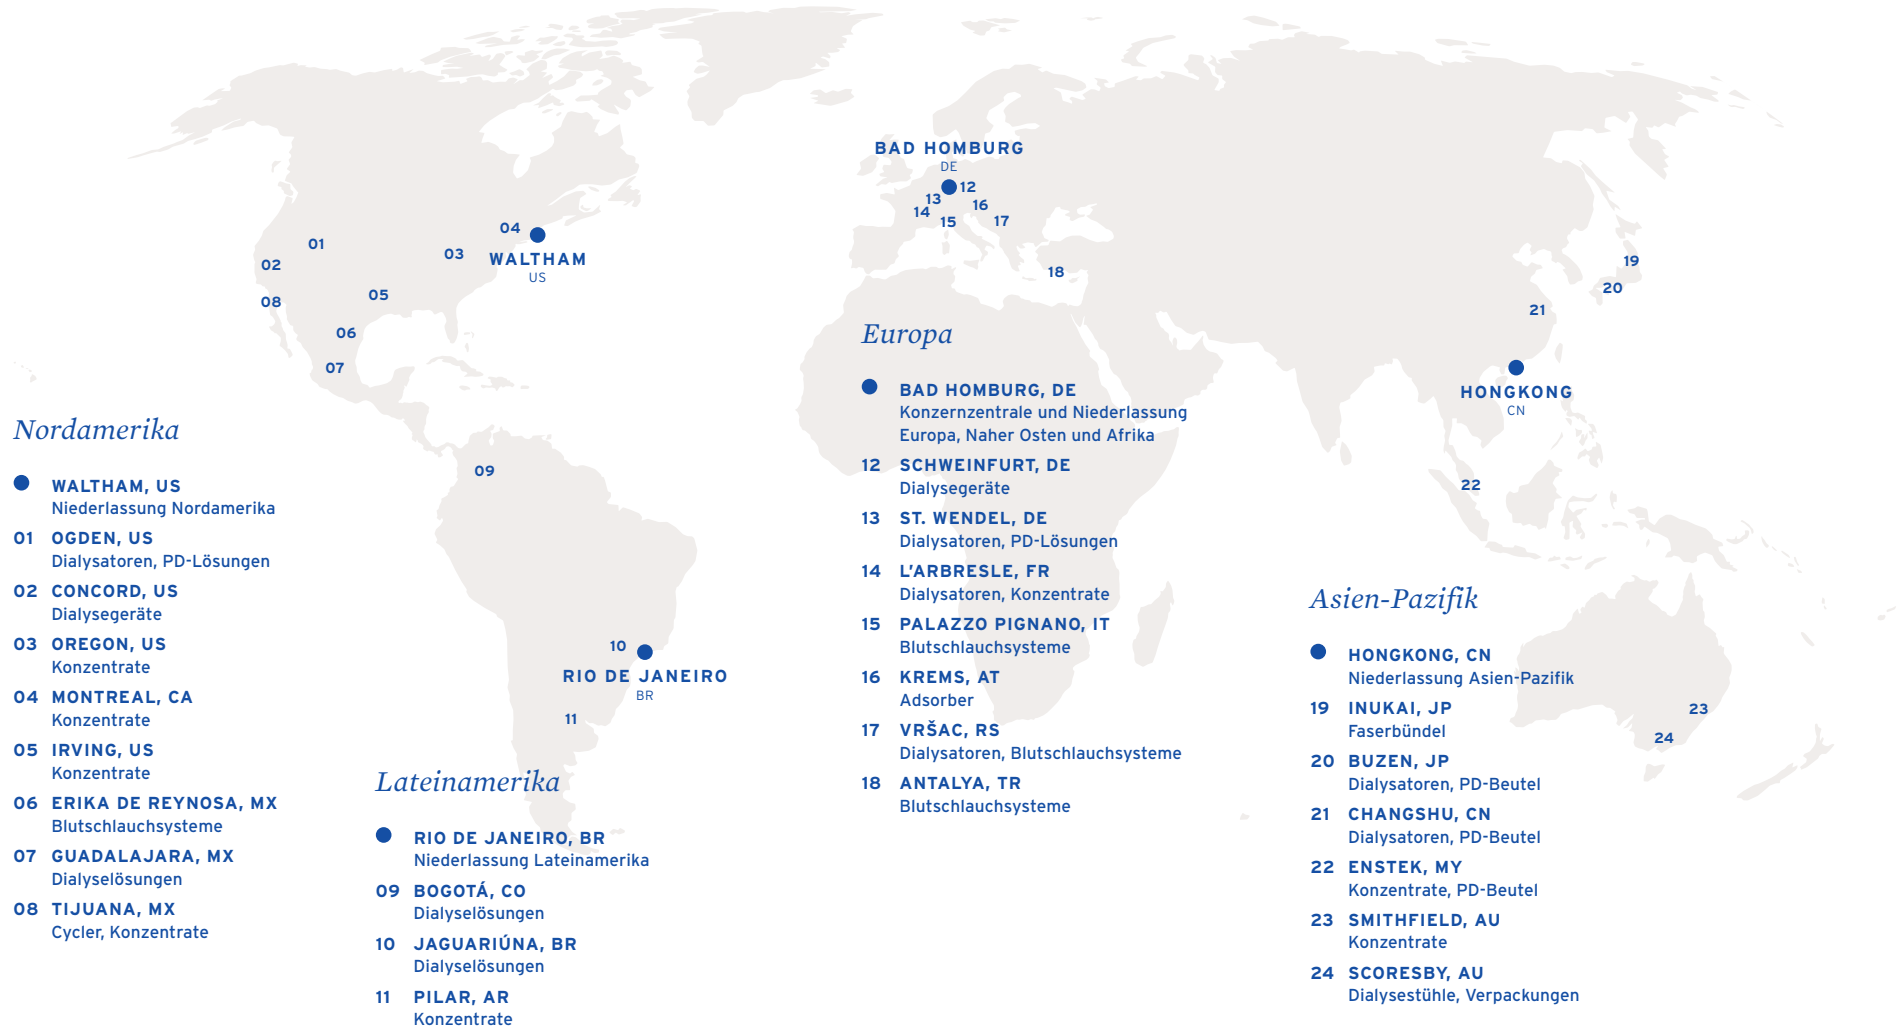 BAD HOMBURG
DE
12
13
14
16
15
17
18
04
01
03
WALTHAM
US
02
05
08
06
07
09
10
RIO DE JANEIRO
BR
11
19
20
21
HONGKONG
CN
22
23
24
Nordamerika
WALTHAM, US
Niederlassung Nordamerika
01 OGDEN, US
Dialysatoren, PD-Lösungen
02 CONCORD, US
Dialysegeräte
03 OREGON, US
Konzentrate
04 MONTREAL, CA
Konzentrate
05 IRVING, US
Konzentrate
06 ERIKA DE REYNOSA, MX
Blutschlauchsysteme
07 GUADALAJARA, MX
Dialyselösungen
08 TIJUANA, MX
Cycler, Konzentrate
Lateinamerika
RIO DE JANEIRO, BR
Niederlassung Lateinamerika
09 BOGOTÁ, CO
Dialyselösungen
10 JAGUARIÚNA, BR
Dialyselösungen
11 PILAR, AR
Konzentrate
Europa
BAD HOMBURG, DE
Konzernzentrale und Niederlassung
Europa, Naher Osten und Afrika
12 SCHWEINFURT, DE
Dialysegeräte
13 ST. WENDEL, DE
Dialysatoren, PD-Lösungen
14 L’ARBRESLE, FR
Dialysatoren, Konzentrate
15 PALAZZO PIGNANO, IT
Blutschlauchsysteme
16 KREMS, AT
Adsorber
17 VRŠAC, RS
Dialysatoren, Blutschlauchsysteme
18 ANTALYA, TR
Blutschlauchsysteme
Asien-Pazifik
HONGKONG, CN
Niederlassung Asien-Pazifik
19 INUKAI, JP
Faserbündel
20 BUZEN, JP
Dialysatoren, PD-Beutel
21 CHANGSHU, CN
Dialysatoren, PD-Beutel
22 ENSTEK, MY
Konzentrate, PD-Beutel
23 SMITHFIELD, AU
Konzentrate
24 SCORESBY, AU
Dialysestühle, Verpackungen